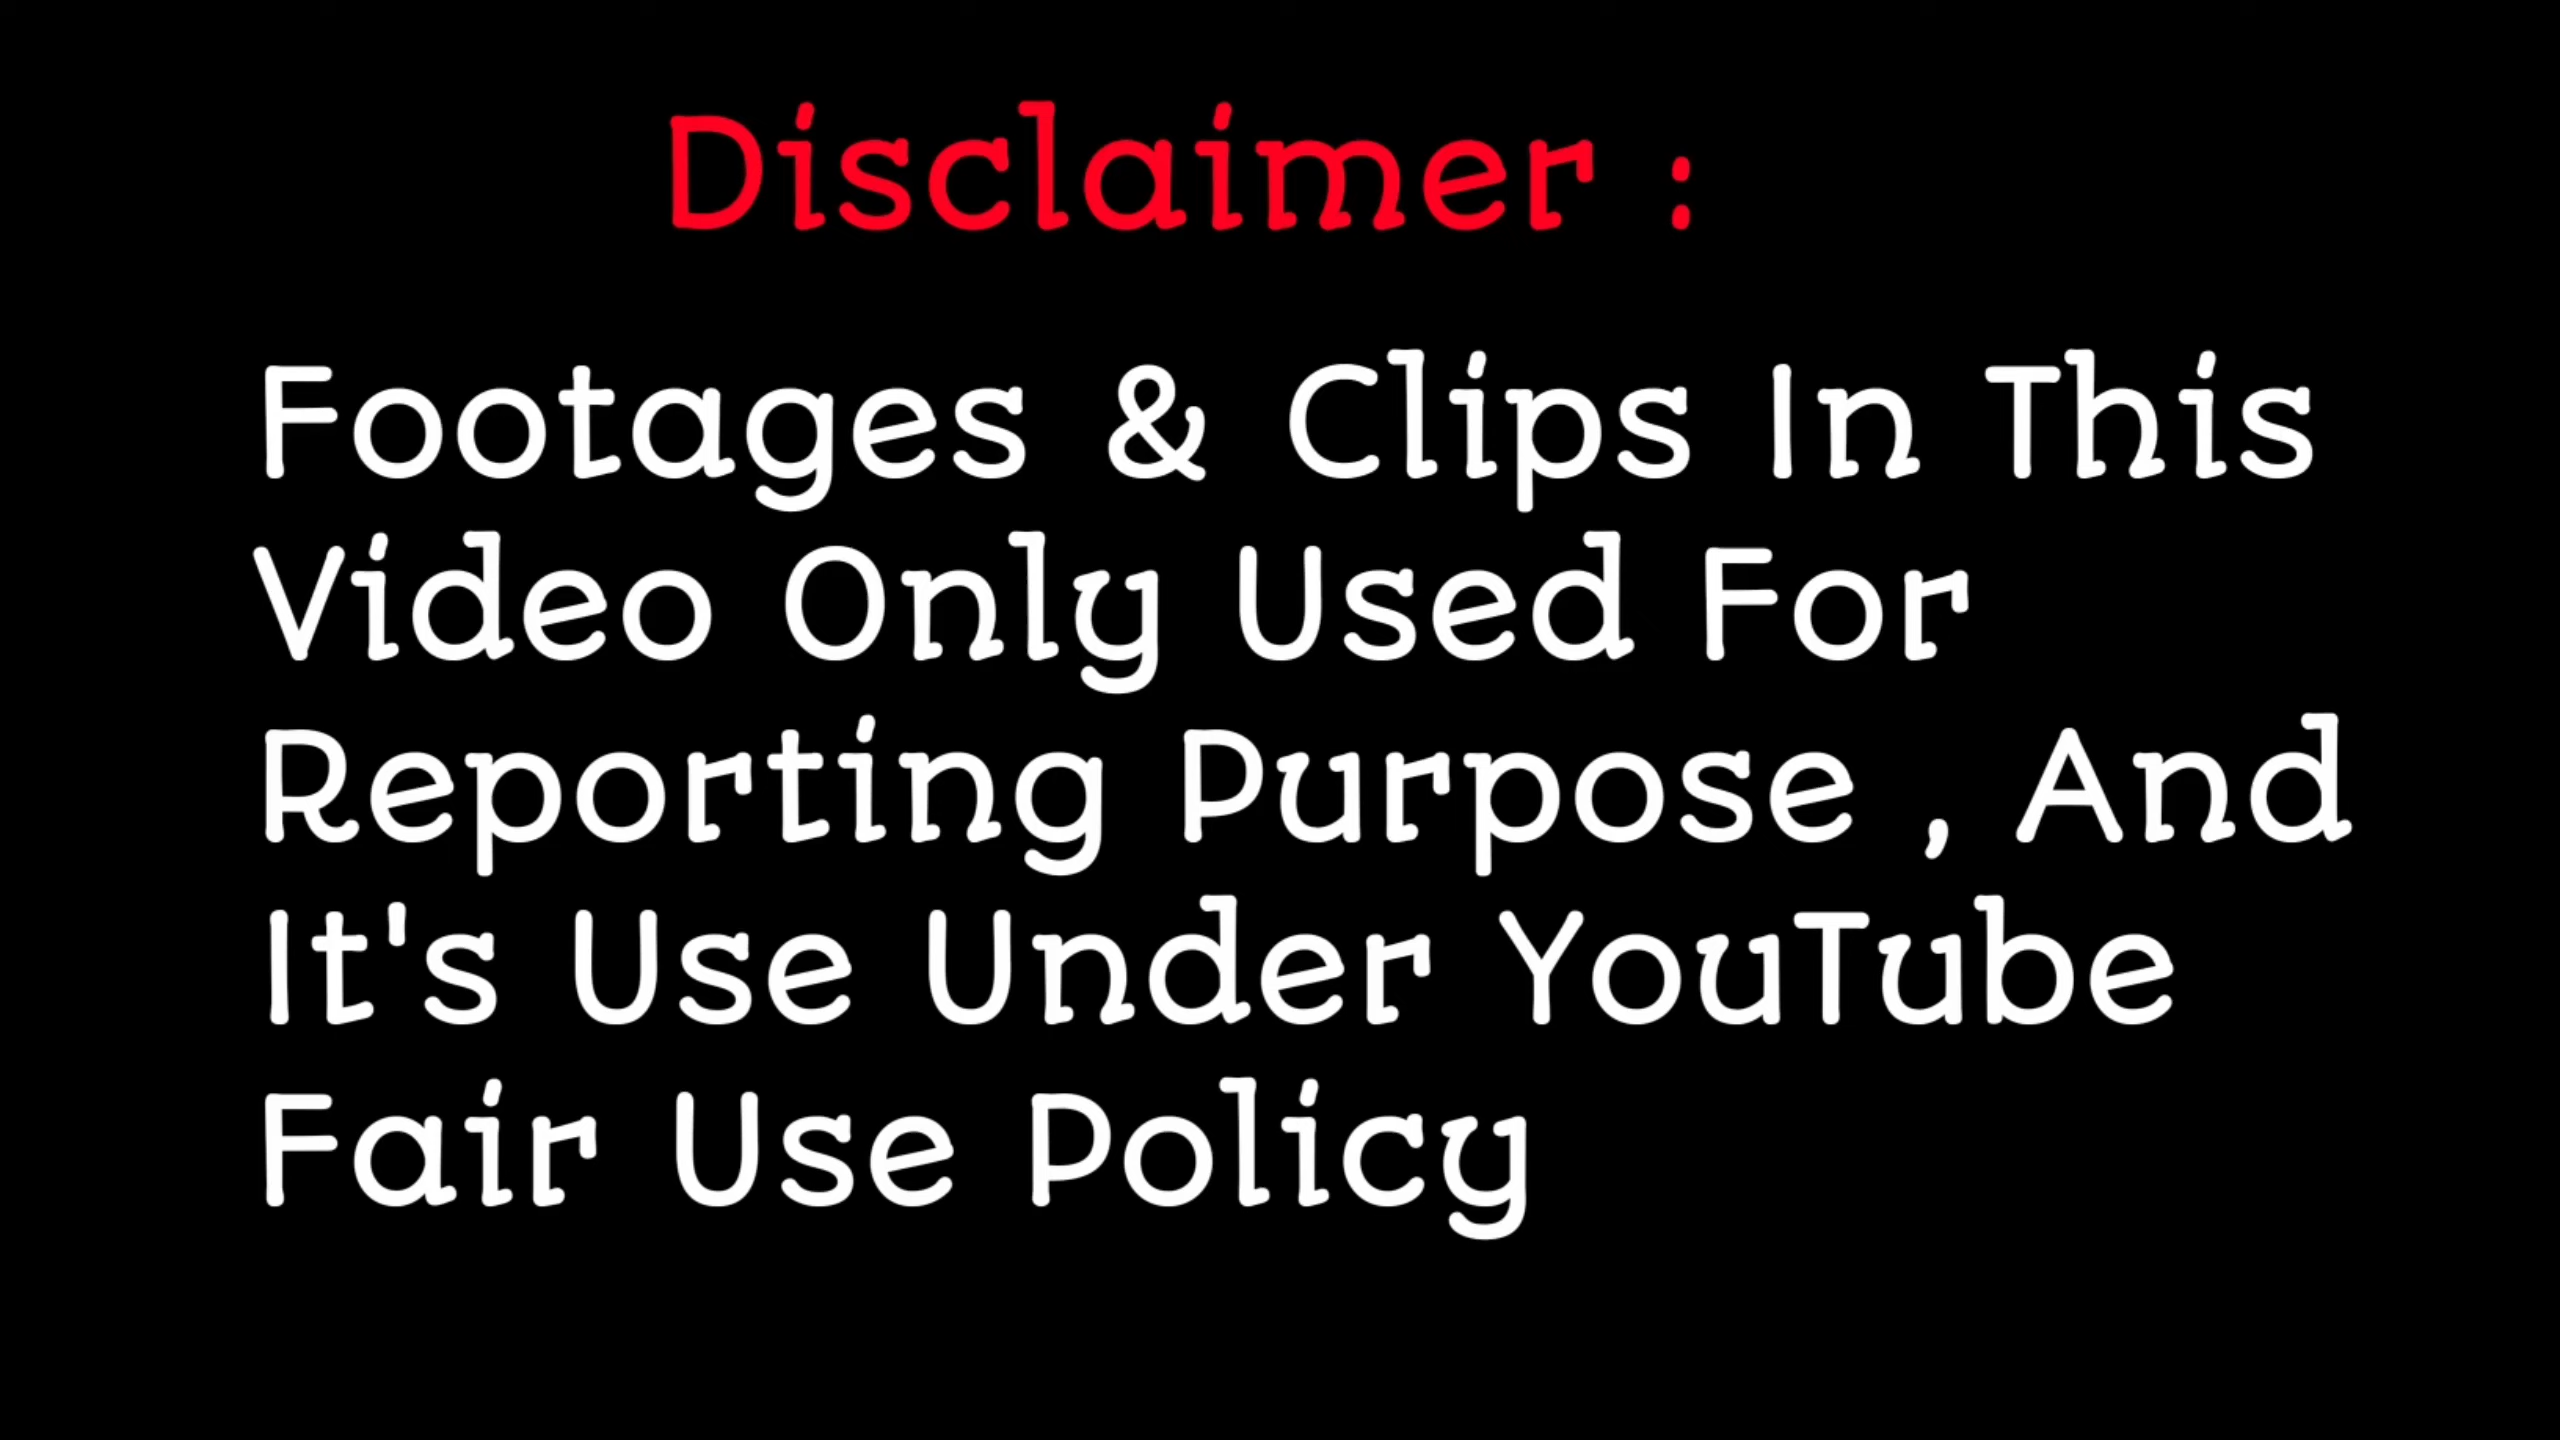 Disclaimer :
Footages & Clips In This
Video Only Used For
Reporting Purpose , And
It's Use Under YouTube
Fair Use Policy